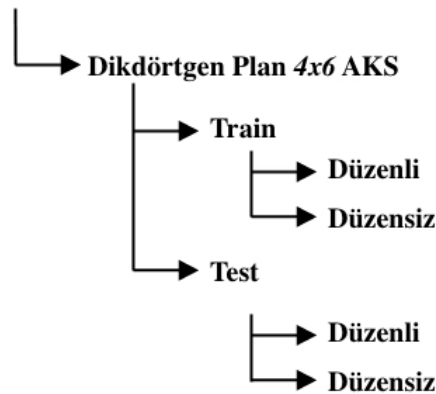 Dikdörtgen Plan 4x6 AKS
Train
Düzenli
Düzensiz
Test
Düzenli
Düzensiz